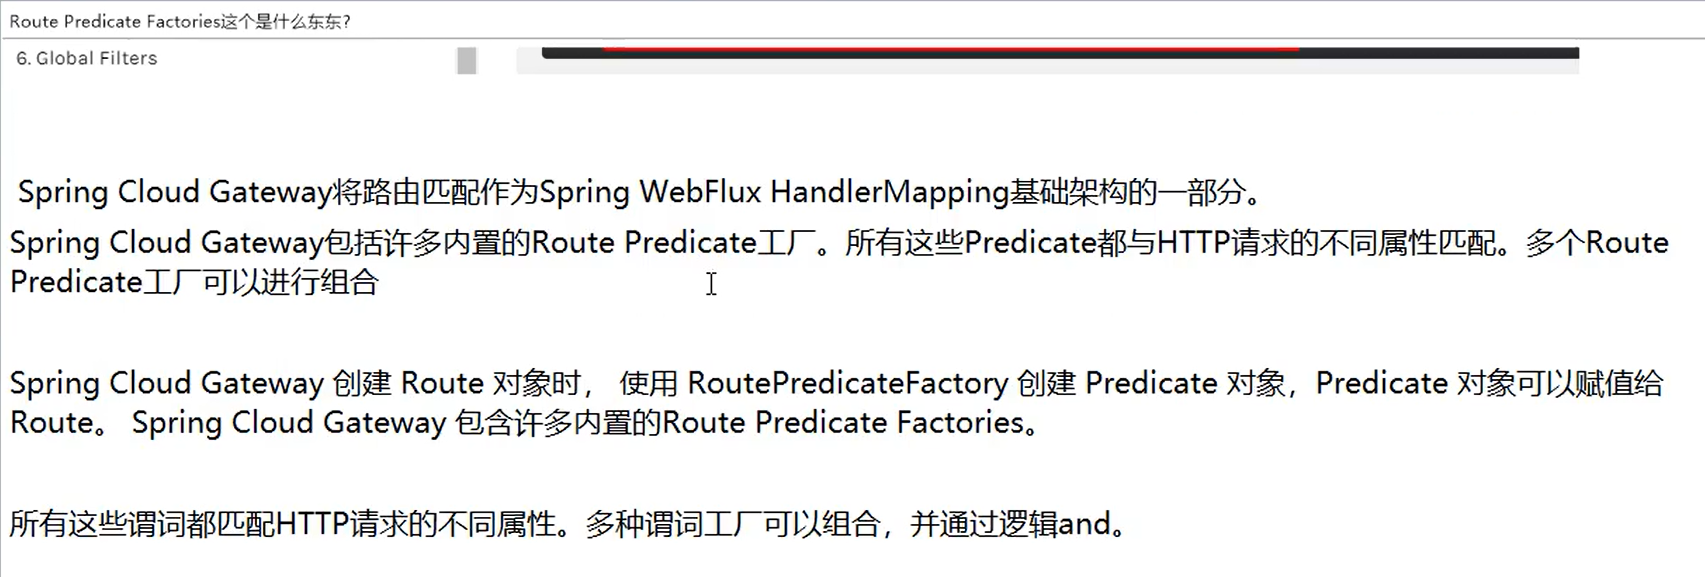 Route Predicate Factories这个是什么东东?
6. Global Filters
Spring Cloud Gateway将路由匹配作为Spring WebFlux HandlerMapping基础架构的一部分。
Spring Cloud Gateway包括许多内置的Route Predicate工厂。所有这些Predicate都与HTTP请求的不同属性匹配。多个Route
Predicate工厂可以进行组合
Spring Cloud Gateway 创建 Route 对象时， 使用 RoutePredicateFactory 创建 Predicate 对象，Predicate 对象可以赋值给
Route。 Spring Cloud Gateway 包含许多内置的Route Predicate Factories。
所有这些谓词都匹配HTTP请求的不同属性。多种谓词工厂可以组合，并通过逻辑and。